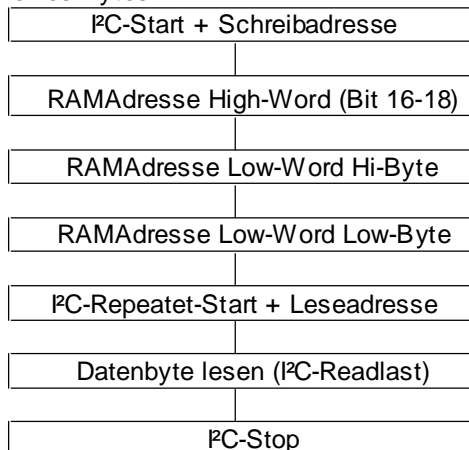 I²C-Start + Schreibadresse
RAMAdresse High-Word (Bit 16-18)
RAMAdresse Low-Word Hi-Byte
RAMAdresse Low-Word Low-Byte
I²C-Repeatet-Start + Leseadresse
Datenbyte lesen (I²C-Readlast)
I²C-Stop